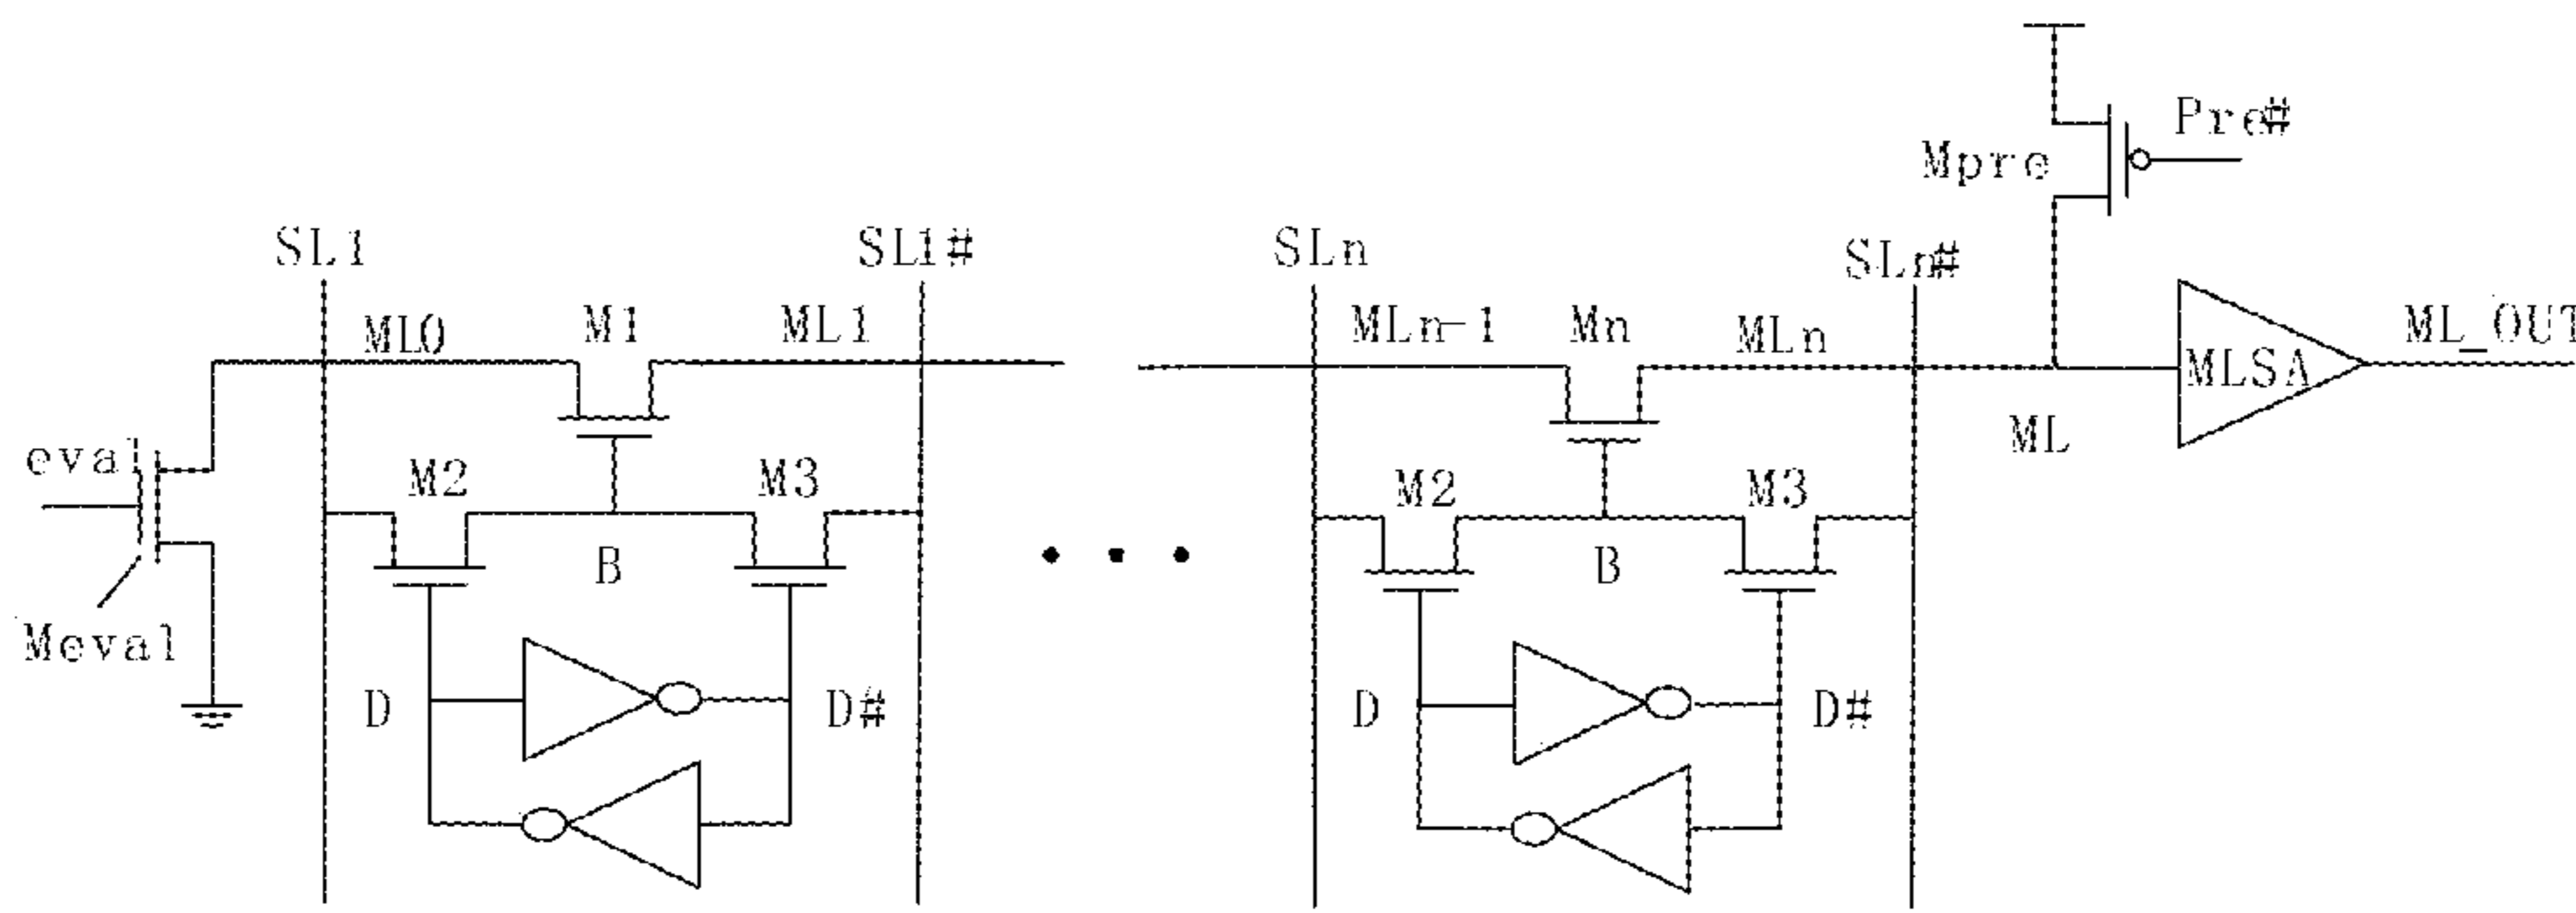 Pre#
Mpre
SL1 SL1# SLn SLn#
ML0 M1 ML1 MLn-1 Mn MLn ML_OUT
MLSA
ML
eval M2 M3 M2 M3
B B
Meval
D D# D D#